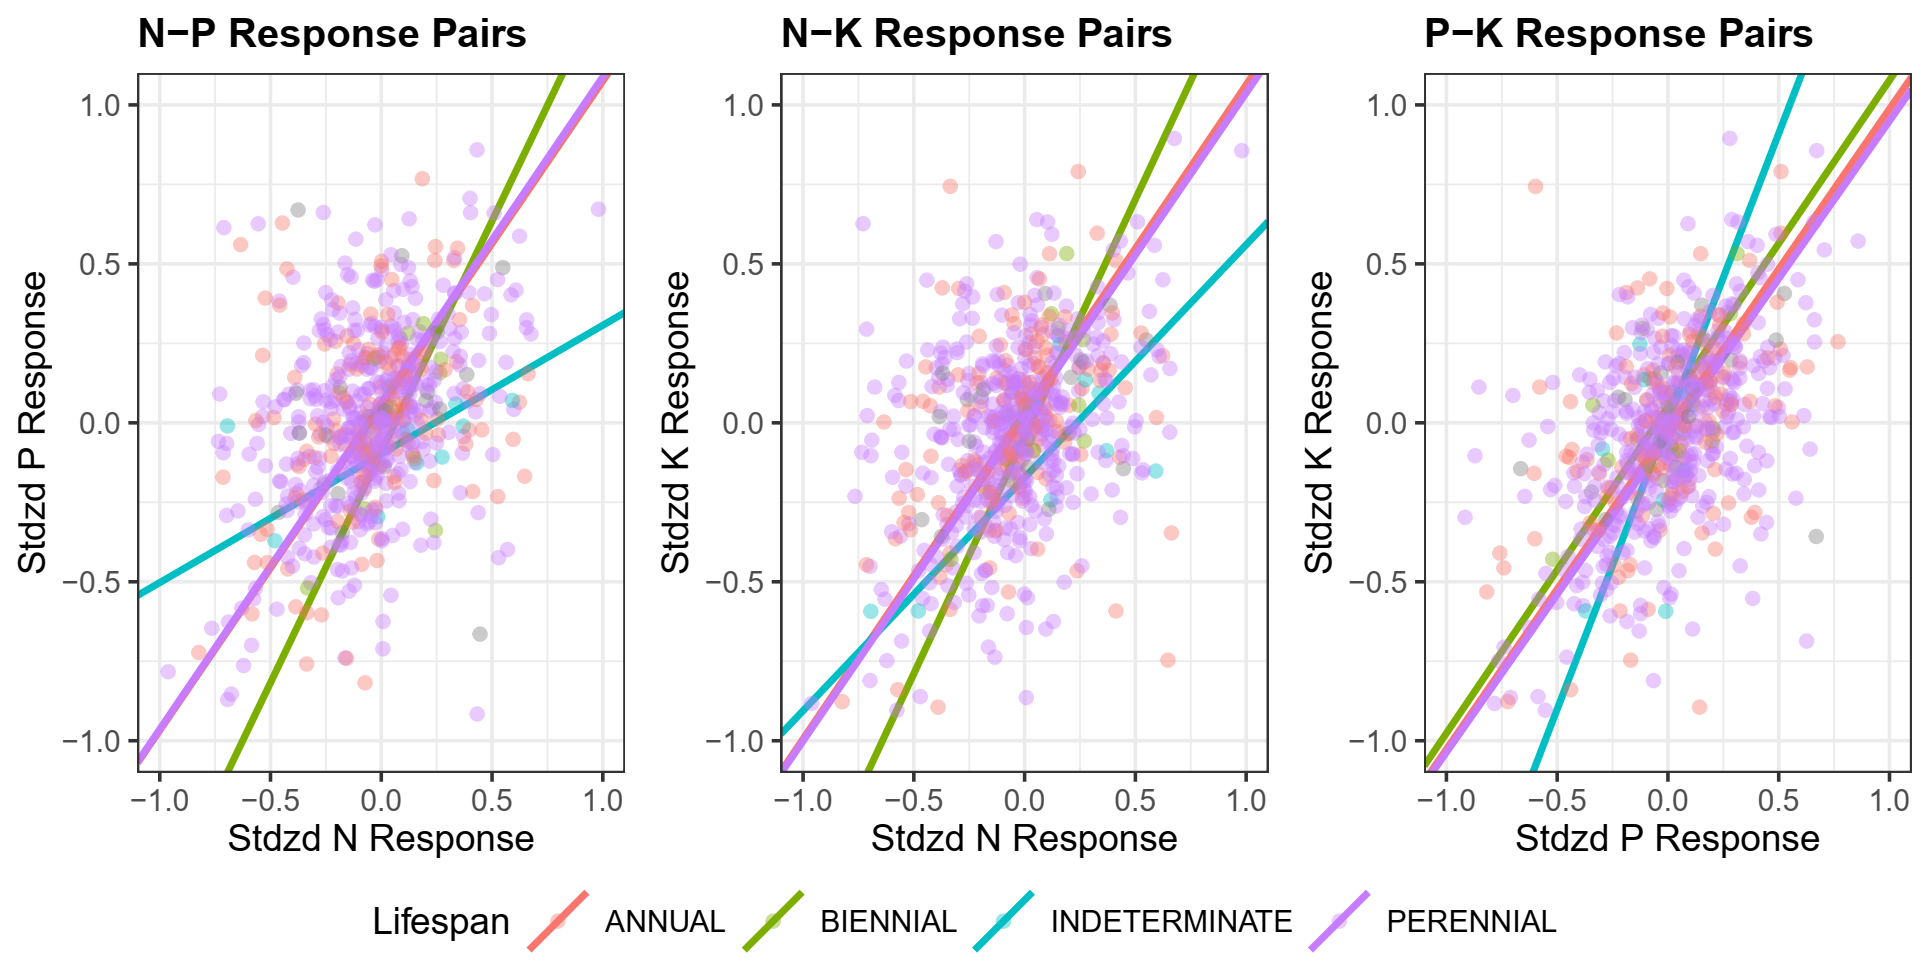 N−P Response Pairs
N−K Response Pairs
P−K Response Pairs
Stdzd P Response
1.0
0.5
0.0
−0.5
−1.0
−1.0 −0.5 0.0 0.5 1.0
Stdzd N Response
Stdzd K Response
1.0
0.5
0.0
−0.5
−1.0
−1.0 −0.5 0.0 0.5 1.0
Stdzd N Response
Stdzd K Response
1.0
0.5
0.0
−0.5
−1.0
−1.0 −0.5 0.0 0.5 1.0
Stdzd P Response
Lifespan ANNUAL BIENNIAL INDETERMINATE PERENNIAL